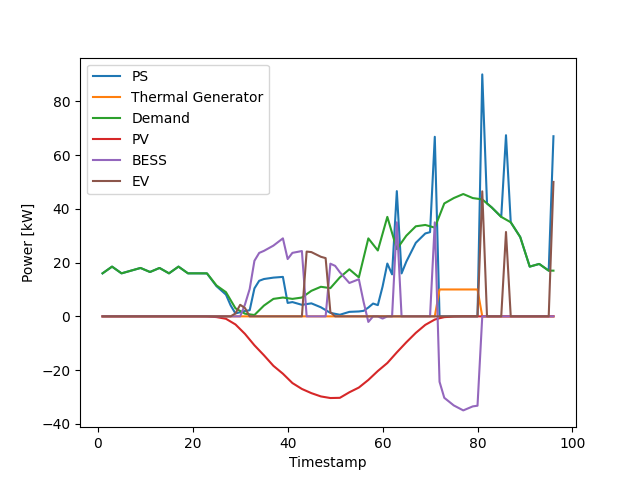 PS
Thermal Generator
Demand
PV
BESS
EV
Power [kW]
80
60
40
20
0
−20
−40
0 20 40 60 80 100
Timestamp